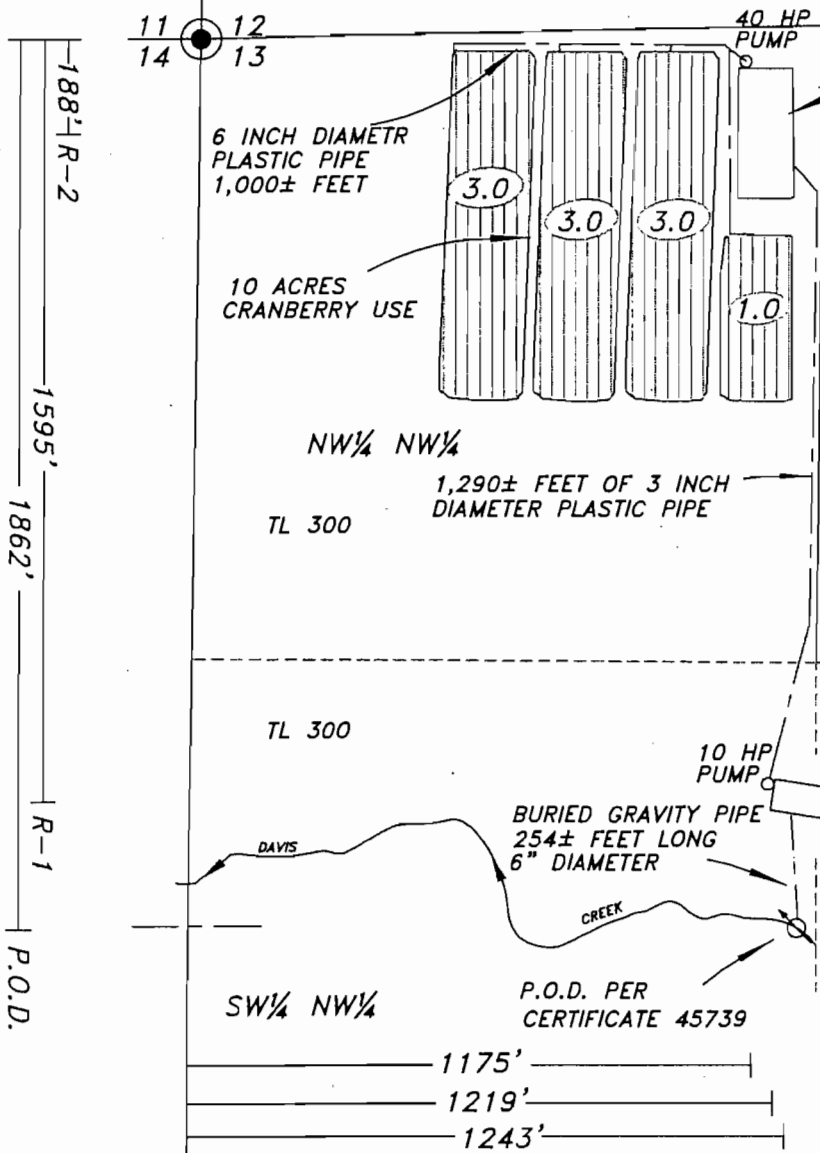 11 12
14 13
40 HP
PUMP
188' R-2
6 INCH DIAMETR
PLASTIC PIPE
1,000± FEET
3.0
3.0
3.0
1.0
10 ACRES
CRANBERRY USE
1595'
R-1
1862'
P.O.D.
NW¼ NW¼
1,290± FEET OF 3 INCH
DIAMETER PLASTIC PIPE
TL 300
TL 300
10 HP
PUMP
BURIED GRAVITY PIPE
254± FEET LONG
6" DIAMETER
DAVIS
CREEK
SW¼ NW¼
P.O.D. PER
CERTIFICATE 45739
1175'
1219'
1243'